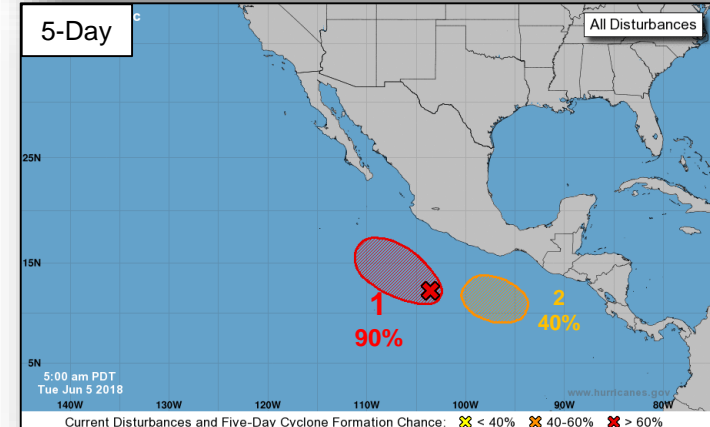 5-Day
c
All Disturbances
25N
15N
1
90%
2
40%
5N
5:00 am PDT
Tue Jun 5 2018
www.hurricanes.gov
140W 130W 120W 110W 100W 90W 80W
Current Disturbances and Five-Day Cyclone Formation Chance: < 40% 40-60% > 60%